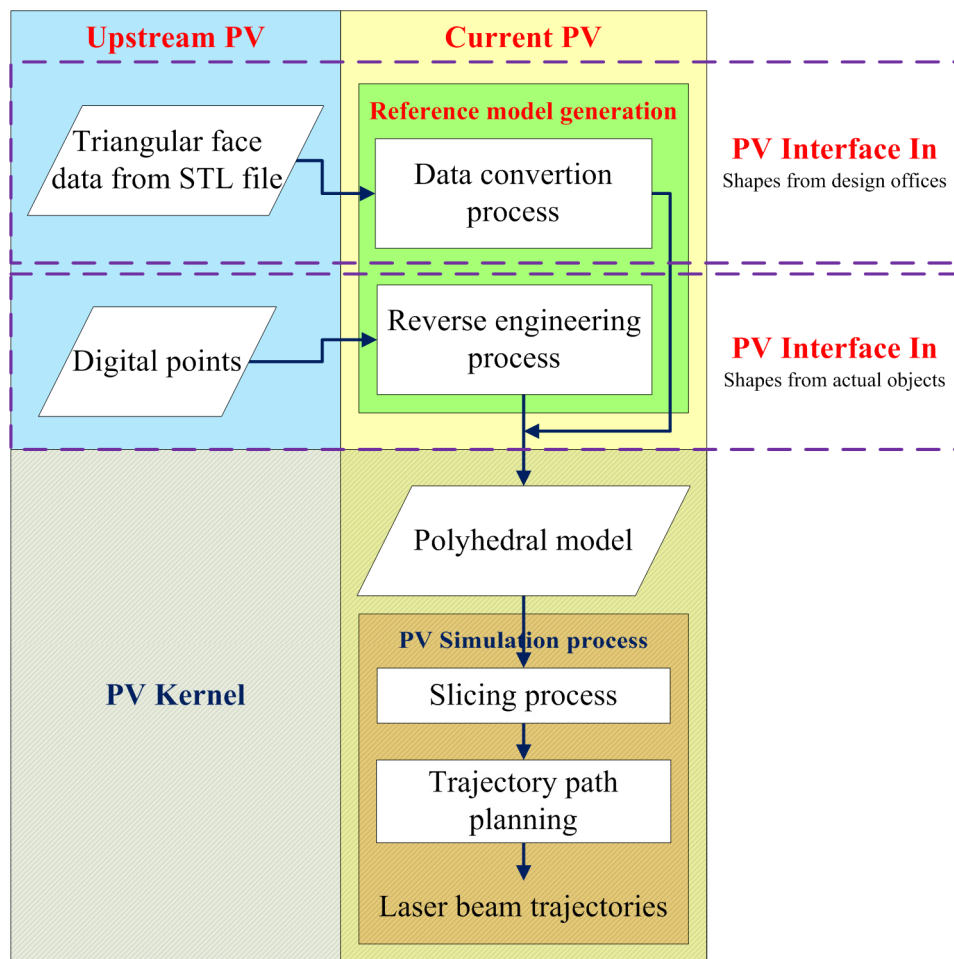 Upstream PV
Current PV
Reference model generation
Triangular face
data from STL file
Data convertion
process
PV Interface In
Shapes from design offices
Digital points
Reverse engineering
process
PV Interface In
Shapes from actual objects
Polyhedral model
PV Kernel
PV Simulation process
Slicing process
Trajectory path
planning
Laser beam trajectories